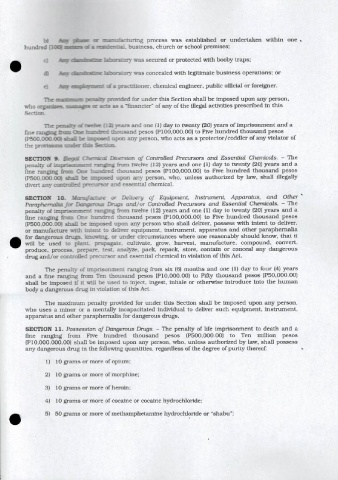 b) Any phase or manufacturing process was established or undertaken within one
hundred (100) meters of a residential, business, church or school premises;
c) Any clandestine laboratory was secured or protected with booby traps;
d) Any clandestine laboratory was concealed with legitimate business operations; or
e) Any employment of a practitioner, chemical engineer, public official or foreigner.
The maximum penalty provided for under this Section shall be imposed upon any person,
who organizes, manages or acts as a "financier" of any of the illegal activities prescribed in this
Section.
The penalty of twelve (12) years and one (1) day to twenty (20) years of imprisonment and a
fine ranging from One hundred thousand pesos (P100,000.00) to Five hundred thousand pesos
(P500,000.00) shall be imposed upon any person, who acts as a protector/coddler of any violator of
the provisions under this Section.
SECTION 9. Illegal Chemical Diversion of Controlled Precursors and Essential Chemicals. – The
penalty of imprisonment ranging from twelve (12) years and one (1) day to twenty (20) years and a
fine ranging from One hundred thousand pesos (P100,000.00) to Five hundred thousand pesos
(P500,000.00) shall be imposed upon any person, who, unless authorized by law, shall illegally
divert any controlled precursor and essential chemical.
SECTION 10. Manufacture or Delivery of Equipment, Instrument, Apparatus, and Other
Paraphernalia for Dangerous Drugs and/or Controlled Precursors and Essential Chemicals. – The
penalty of imprisonment ranging from twelve (12) years and one (1) day to twenty (20) years and a
fine ranging from One hundred thousand pesos (P100,000.00) to Five hundred thousand pesos
(P500,000.00) shall be imposed upon any person who shall deliver, possess with intent to deliver,
or manufacture with intent to deliver equipment, instrument, apparatus and other paraphernalia
for dangerous drugs, knowing, or under circumstances where one reasonably should know, that it
will be used to plant, propagate, cultivate, grow, harvest, manufacture, compound, convert,
produce, process, prepare, test, analyze, pack, repack, store, contain or conceal any dangerous
drug and/or controlled precursor and essential chemical in violation of this Act.
The penalty of imprisonment ranging from six (6) months and one (1) day to four (4) years
and a fine ranging from Ten thousand pesos (P10,000.00) to Fifty thousand pesos (P50,000.00)
shall be imposed if it will be used to inject, ingest, inhale or otherwise introduce into the human
body a dangerous drug in violation of this Act.
The maximum penalty provided for under this Section shall be imposed upon any person,
who uses a minor or a mentally incapacitated individual to deliver such equipment, instrument,
apparatus and other paraphernalia for dangerous drugs.
SECTION 11. Possession of Dangerous Drugs. – The penalty of life imprisonment to death and a
fine ranging from Five hundred thousand pesos (P500,000.00) to Ten million pesos
(P10,000,000.00) shall be imposed upon any person, who, unless authorized by law, shall possess
any dangerous drug in the following quantities, regardless of the degree of purity thereof:
1) 10 grams or more of opium;
2) 10 grams or more of morphine;
3) 10 grams or more of heroin;
4) 10 grams or more of cocaine or cocaine hydrochloride;
5) 50 grams or more of methamphetamine hydrochloride or "shabu";